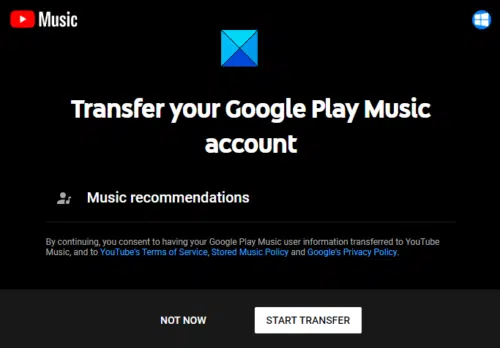 Music
Transfer your Google Play Music
account
Music recommendations
By continuing, you consent to having your Google Play Music user information transferred to YouTube
Music, and to YouTube's Terms of Service, Stored Music Policy and Google's Privacy Policy.
NOT NOW
START TRANSFER